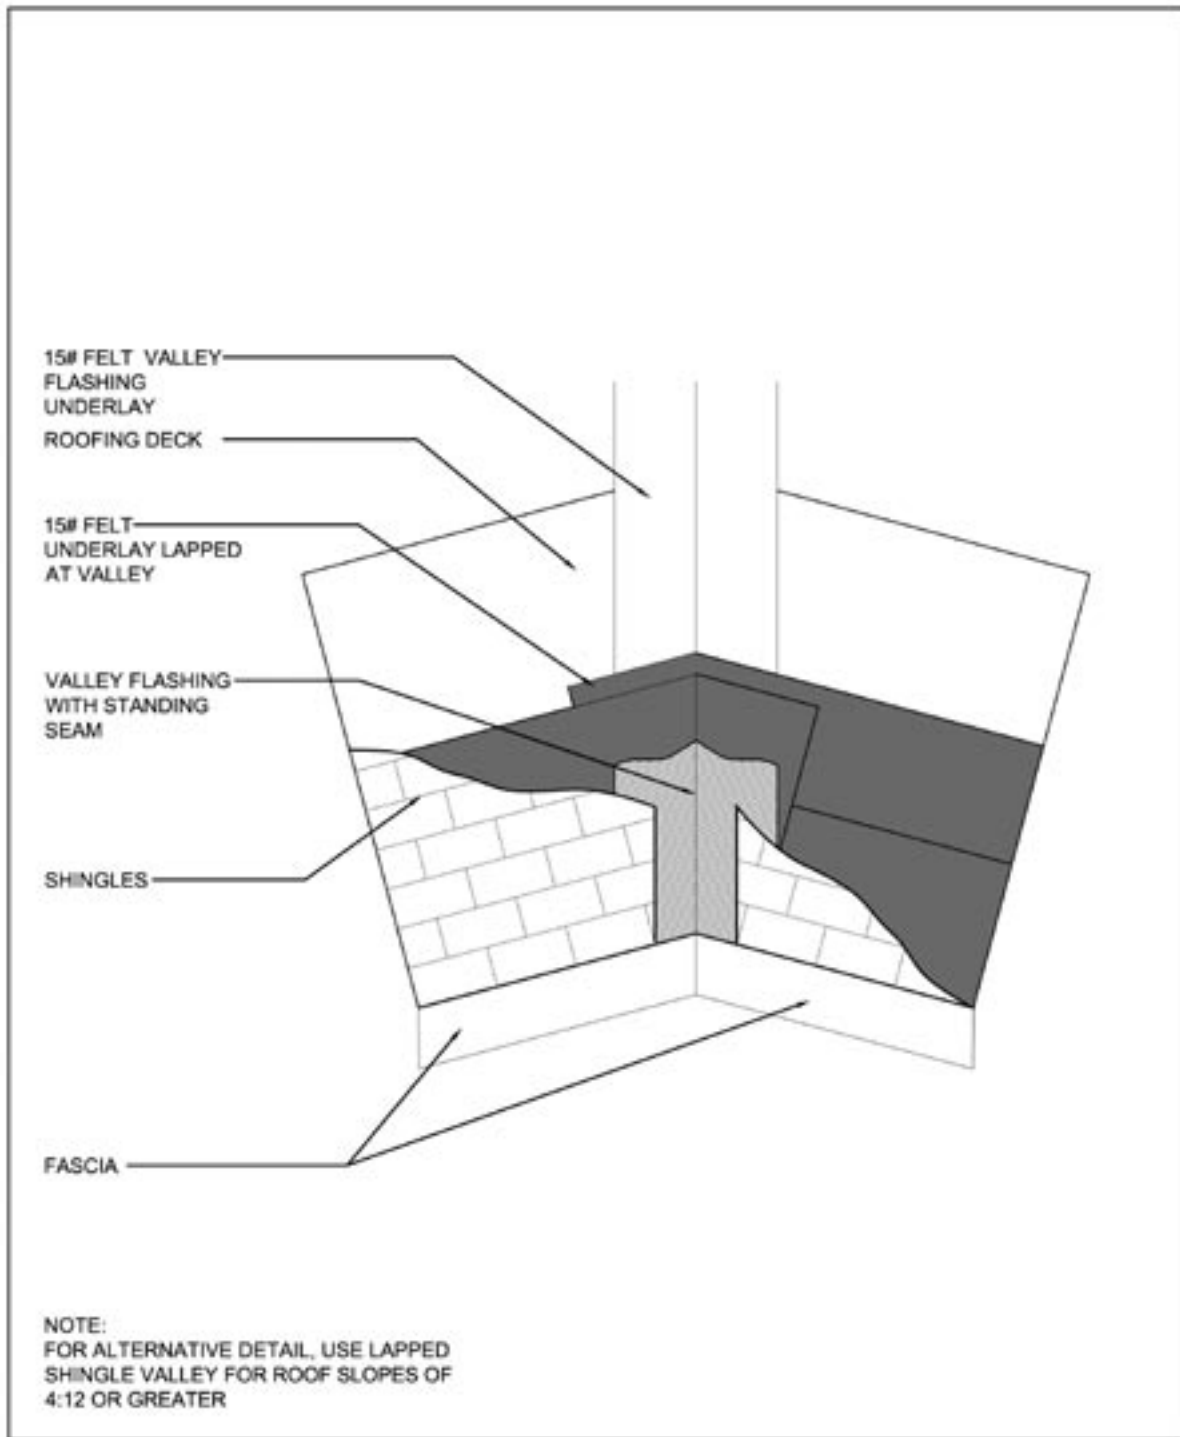 15# FELT VALLEY
FLASHING
UNDERLAY
ROOFING DECK
15# FELT
UNDERLAY LAPPED
AT VALLEY
VALLEY FLASHING
WITH STANDING
SEAM
SHINGLES
FASCIA
NOTE:
FOR ALTERNATIVE DETAIL, USE LAPPED
SHINGLE VALLEY FOR ROOF SLOPES OF
4:12 OR GREATER